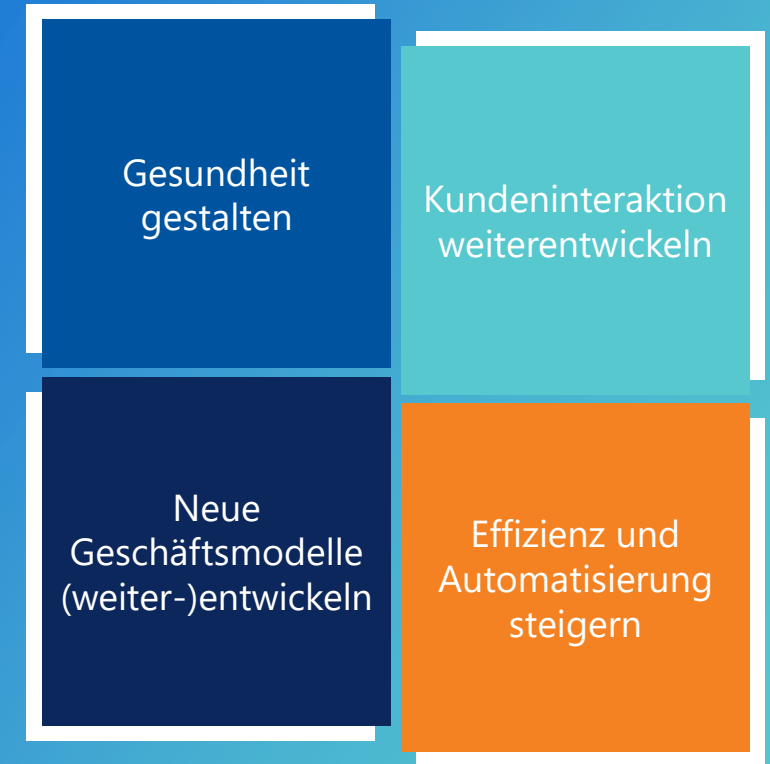 Gesundheit
gestalten
Kundeninteraktion
weiterentwickeln
Neue
Geschäftsmodelle
(weiter-)entwickeln
Effizienz und
Automatisierung
steigern